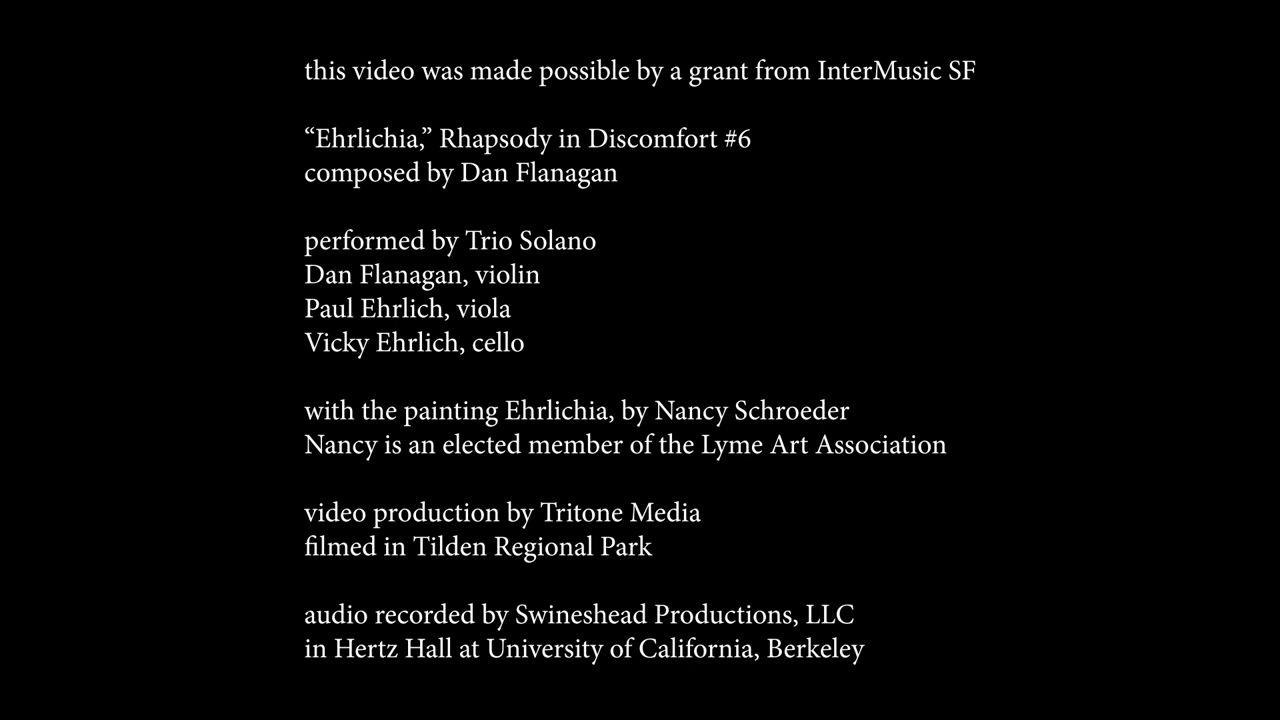 this video was made possible by a grant from InterMusic SF
“Ehrlichia,” Rhapsody in Discomfort #6
composed by Dan Flanagan
performed by Trio Solano
Dan Flanagan, violin
Paul Ehrlich, viola
Vicky Ehrlich, cello
with the painting Ehrlichia, by Nancy Schroeder
Nancy is an elected member of the Lyme Art Association
video production by Tritone Media
filmed in Tilden Regional Park
audio recorded by Swineshead Productions, LLC
in Hertz Hall at University of California, Berkeley